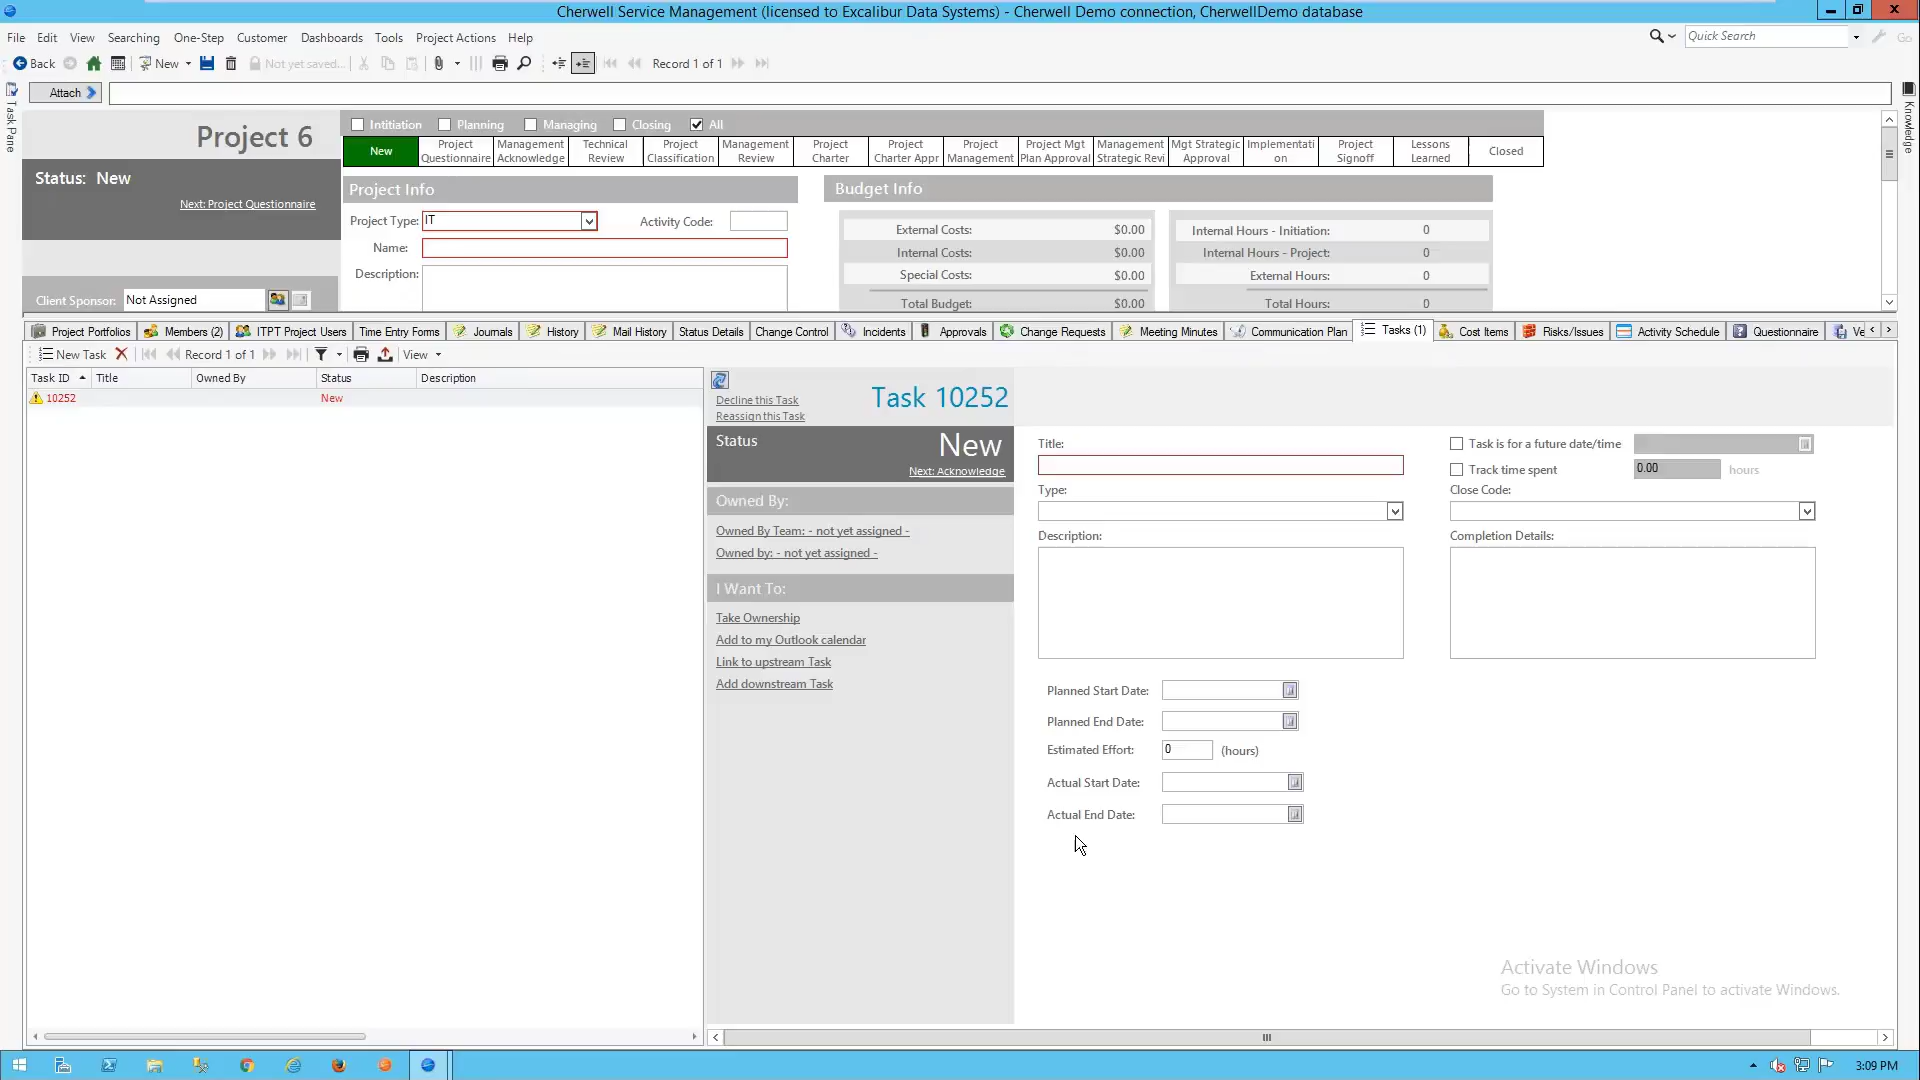 Cherwell Service Management (licensed to Excalibur Data Systems) - Cherwell Demo connection, CherwellDemo database
File Edit View Searching One-Step Customer Dashboards Tools Project Actions Help
Quick Search Go
Back New Not yet saved... Record 1 of 1
Attach
Task Pane
Knowledge
Project 6
Intitiation Planning Managing Closing All
New
Project Questionnaire
Management Acknowledge
Technical Review
Project Classification
Management Review
Project Charter
Project Charter Appr
Project Management
Project Mgt Plan Approval
Management Strategic Revi
Mgt Strategic Approval
Implementati on
Project Signoff
Lessons Learned
Closed
Status: New
Next: Project Questionnaire
Client Sponsor: Not Assigned
Project Info
Project Type: IT Activity Code:
Name:
Description:
Budget Info
External Costs: $0.00
Internal Costs: $0.00
Special Costs: $0.00
Total Budget: $0.00
Internal Hours - Initiation: 0
Internal Hours - Project: 0
External Hours: 0
Total Hours: 0
Project Portfolios Members (2) ITPT Project Users Time Entry Forms Journals History Mail History Status Details Change Control Incidents Approvals Change Requests Meeting Minutes Communication Plan Tasks (1) Cost Items Risks/Issues Activity Schedule Questionnaire Ve
New Task Record 1 of 1 View
Task ID Title Owned By Status Description
10252 New
Decline this Task
Reassign this Task
Task 10252
Status New
Next: Acknowledge
Owned By:
Owned By Team: - not yet assigned -
Owned by: - not yet assigned -
I Want To:
Take Ownership
Add to my Outlook calendar
Link to upstream Task
Add downstream Task
Title:
Type:
Description:
Task is for a future date/time
Track time spent 0.00 hours
Close Code:
Completion Details:
Planned Start Date:
Planned End Date:
Estimated Effort: 0 (hours)
Actual Start Date:
Actual End Date:
Activate Windows
Go to System in Control Panel to activate Windows.
3:09 PM